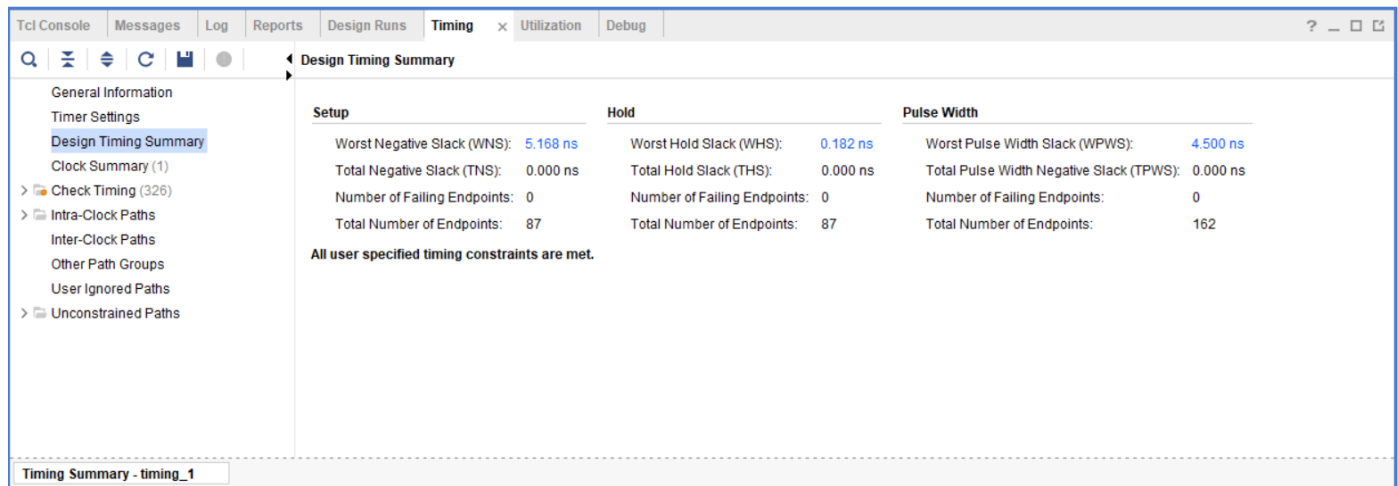 Tcl Console Messages Log Reports Design Runs Timing × Utilization Debug ?
Design Timing Summary
General Information
Timer Settings
Design Timing Summary
Clock Summary (1)
Check Timing (326)
Intra-Clock Paths
Inter-Clock Paths
Other Path Groups
User Ignored Paths
Unconstrained Paths
Setup
Worst Negative Slack (WNS): 5.168 ns
Total Negative Slack (TNS): 0.000 ns
Number of Failing Endpoints: 0
Total Number of Endpoints: 87
Hold
Worst Hold Slack (WHS): 0.182 ns
Total Hold Slack (THS): 0.000 ns
Number of Failing Endpoints: 0
Total Number of Endpoints: 87
Pulse Width
Worst Pulse Width Slack (WPWS): 4.500 ns
Total Pulse Width Negative Slack (TPWS): 0.000 ns
Number of Failing Endpoints: 0
Total Number of Endpoints: 162
All user specified timing constraints are met.
Timing Summary - timing_1